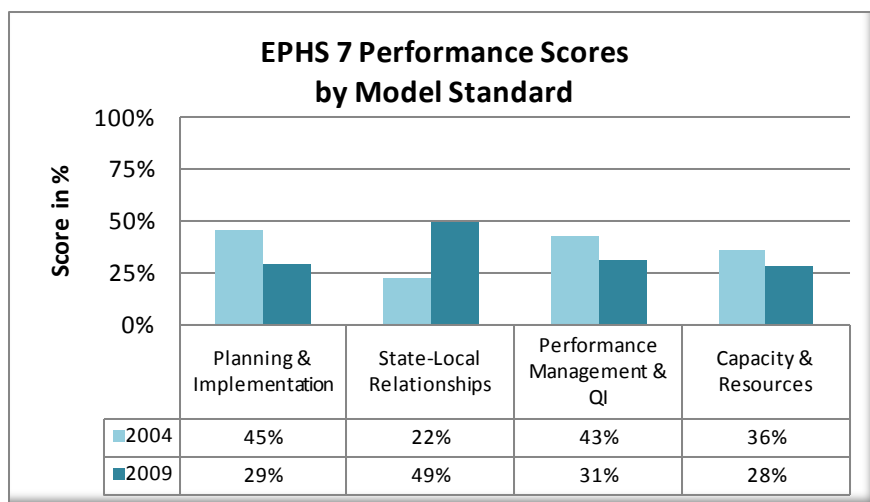 EPHS 7 Performance Scores
by Model Standard
100%
75%
50%
25%
0%
Score in %
Planning &
Implementation
State-Local
Relationships
Performance
Management &
QI
Capacity &
Resources
2004 45% 22% 43% 36%
2009 29% 49% 31% 28%